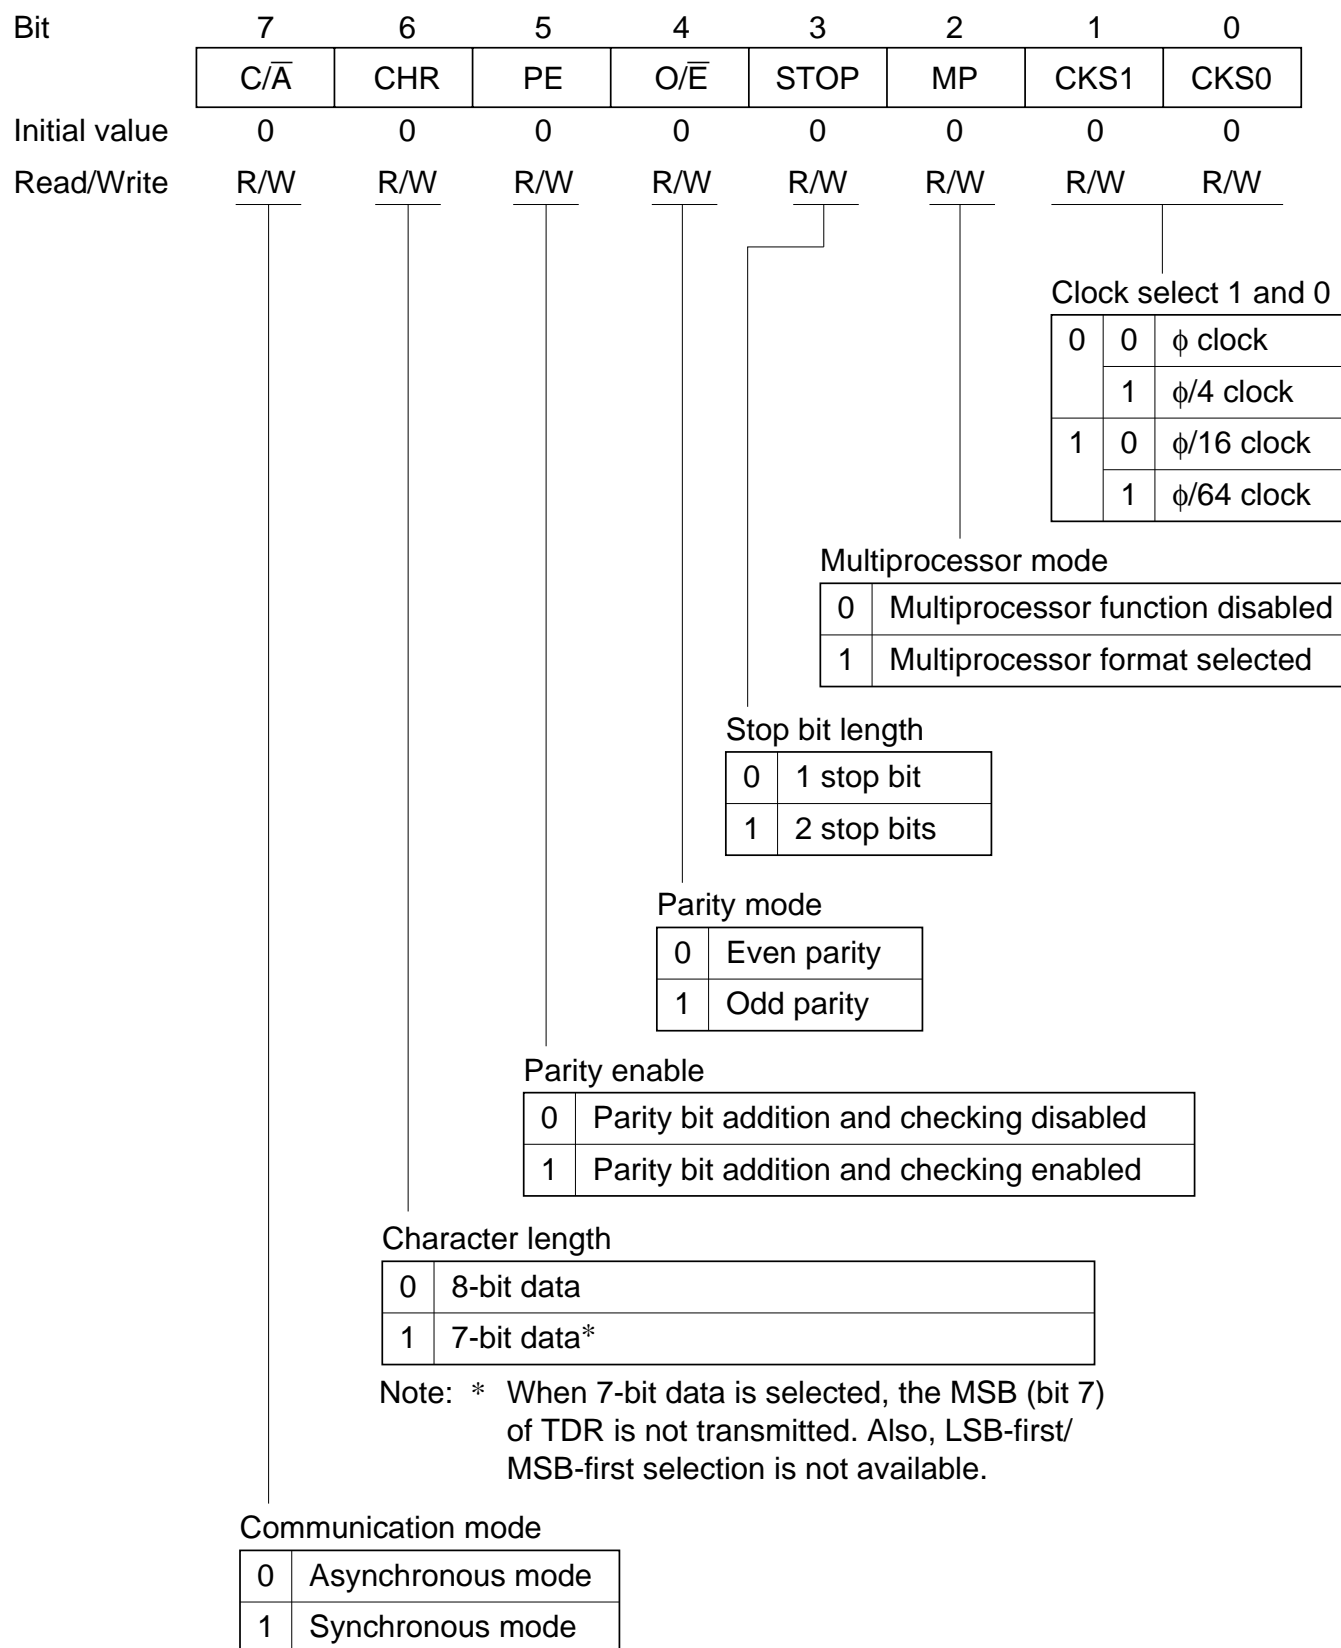 Bit 7 6 5 4 3 2 1 0
C/A̅ CHR PE O/E̅ STOP MP CKS1 CKS0
Initial value 0 0 0 0 0 0 0 0
Read/Write R/W R/W R/W R/W R/W R/W R/W R/W
Clock select 1 and 0
0 0 ϕ clock
1 ϕ/4 clock
1 0 ϕ/16 clock
1 ϕ/64 clock
Multiprocessor mode
0 Multiprocessor function disabled
1 Multiprocessor format selected
Stop bit length
0 1 stop bit
1 2 stop bits
Parity mode
0 Even parity
1 Odd parity
Parity enable
0 Parity bit addition and checking disabled
1 Parity bit addition and checking enabled
Character length
0 8-bit data
1 7-bit data*
Note: * When 7-bit data is selected, the MSB (bit 7)
of TDR is not transmitted. Also, LSB-first/
MSB-first selection is not available.
Communication mode
0 Asynchronous mode
1 Synchronous mode